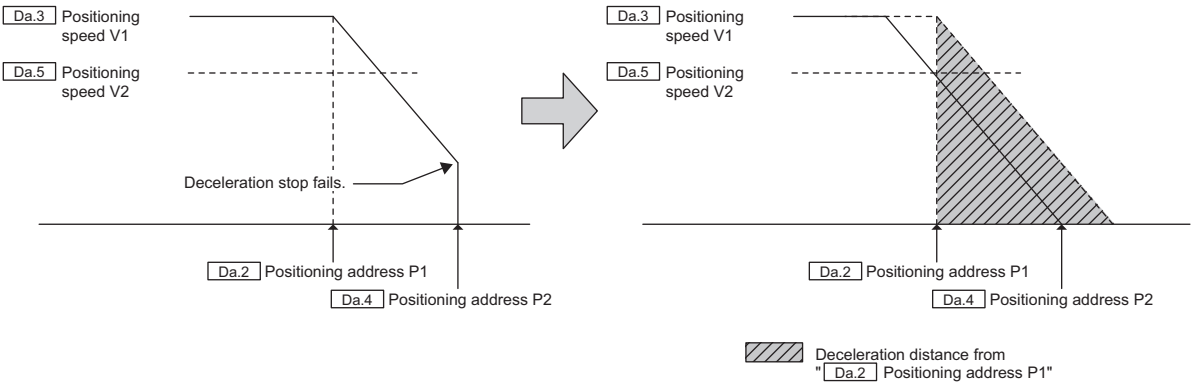 Da.3 Positioning
speed V1
Da.5 Positioning
speed V2
Deceleration stop fails.
Da.2 Positioning address P1
Da.4 Positioning address P2
Da.3 Positioning
speed V1
Da.5 Positioning
speed V2
Da.2 Positioning address P1
Da.4 Positioning address P2
Deceleration distance from
"Da.2 Positioning address P1"